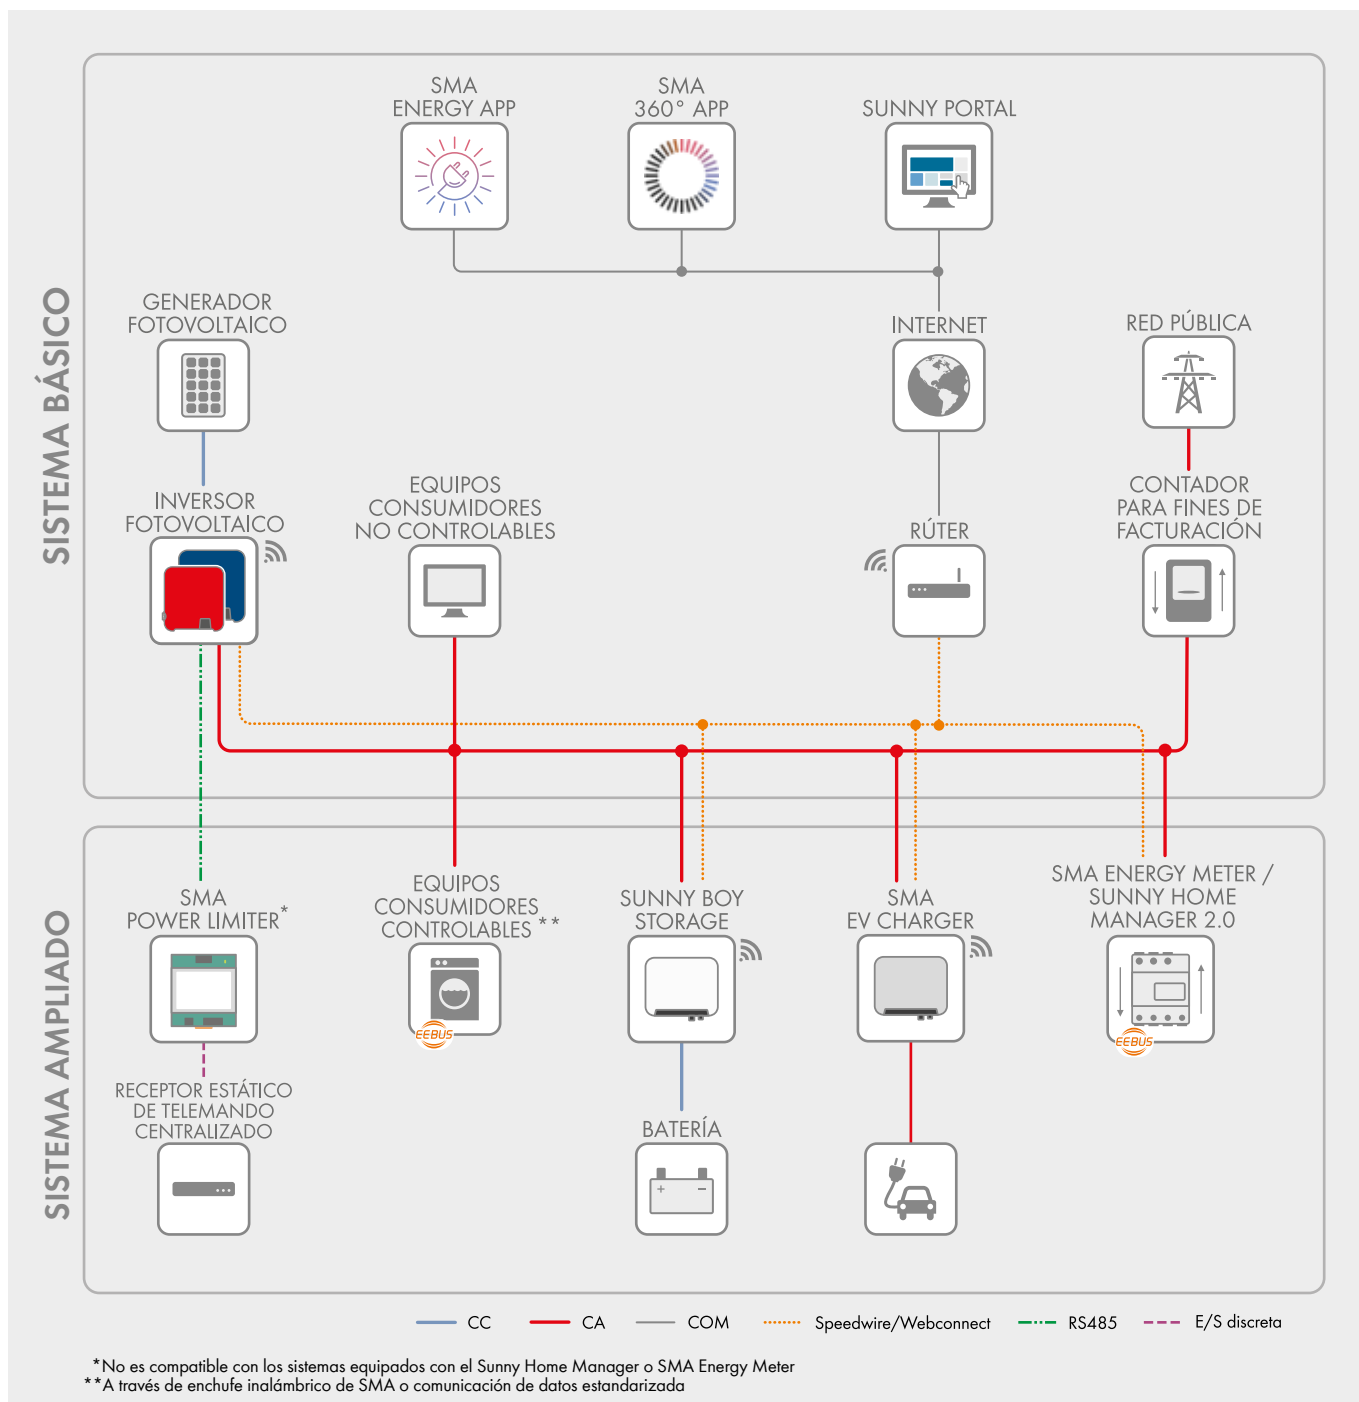 SISTEMA BÁSICO
SMA
ENERGY APP
SMA
360° APP
SUNNY PORTAL
GENERADOR
FOTOVOLTAICO
INTERNET
RED PÚBLICA
INVERSOR
FOTOVOLTAÍCO
EQUIPOS
CONSUMIDORES
NO CONTROLABLES
RÚTER
CONTADOR
PARA FINES DE
FACTURACIÓN
SISTEMA AMPLIADO
SMA
POWER LIMITER*
EQUIPOS
CONSUMIDORES
CONTROLABLES **
EEBUS
SUNNY BOY
STORAGE
SMA
EV CHARGER
SMA ENERGY METER /
SUNNY HOME
MANAGER 2.0
EEBUS
RECEPTOR ESTÁTICO
DE TELEMANDO
CENTRALIZADO
BATERÍA
+ −
CC CA COM Speedwire/Webconnect RS485 E/S discreta
*No es compatible con los sistemas equipados con el Sunny Home Manager o SMA Energy Meter
**A través de enchufe inalámbrico de SMA o comunicación de datos estandarizada